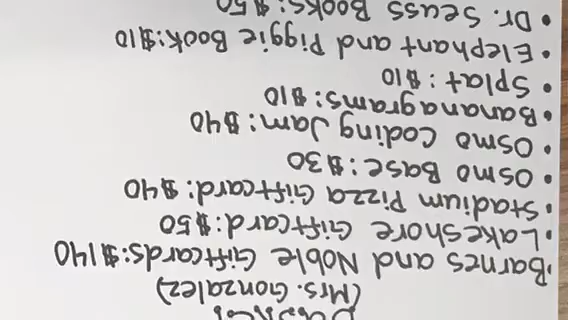 (Mrs. Gonzalez)
• Barnes and Noble Giftcards: $140
• Lakeshore Giftcard: $50
• Stadium Pizza Giftcard: $40
• Osmo Base: $30
• Osmo Coding Jam: $40
• Bananagrams: $10
• Splat: $10
• Elephant and Piggie Book: $10
• Dr. Seuss Books: $50